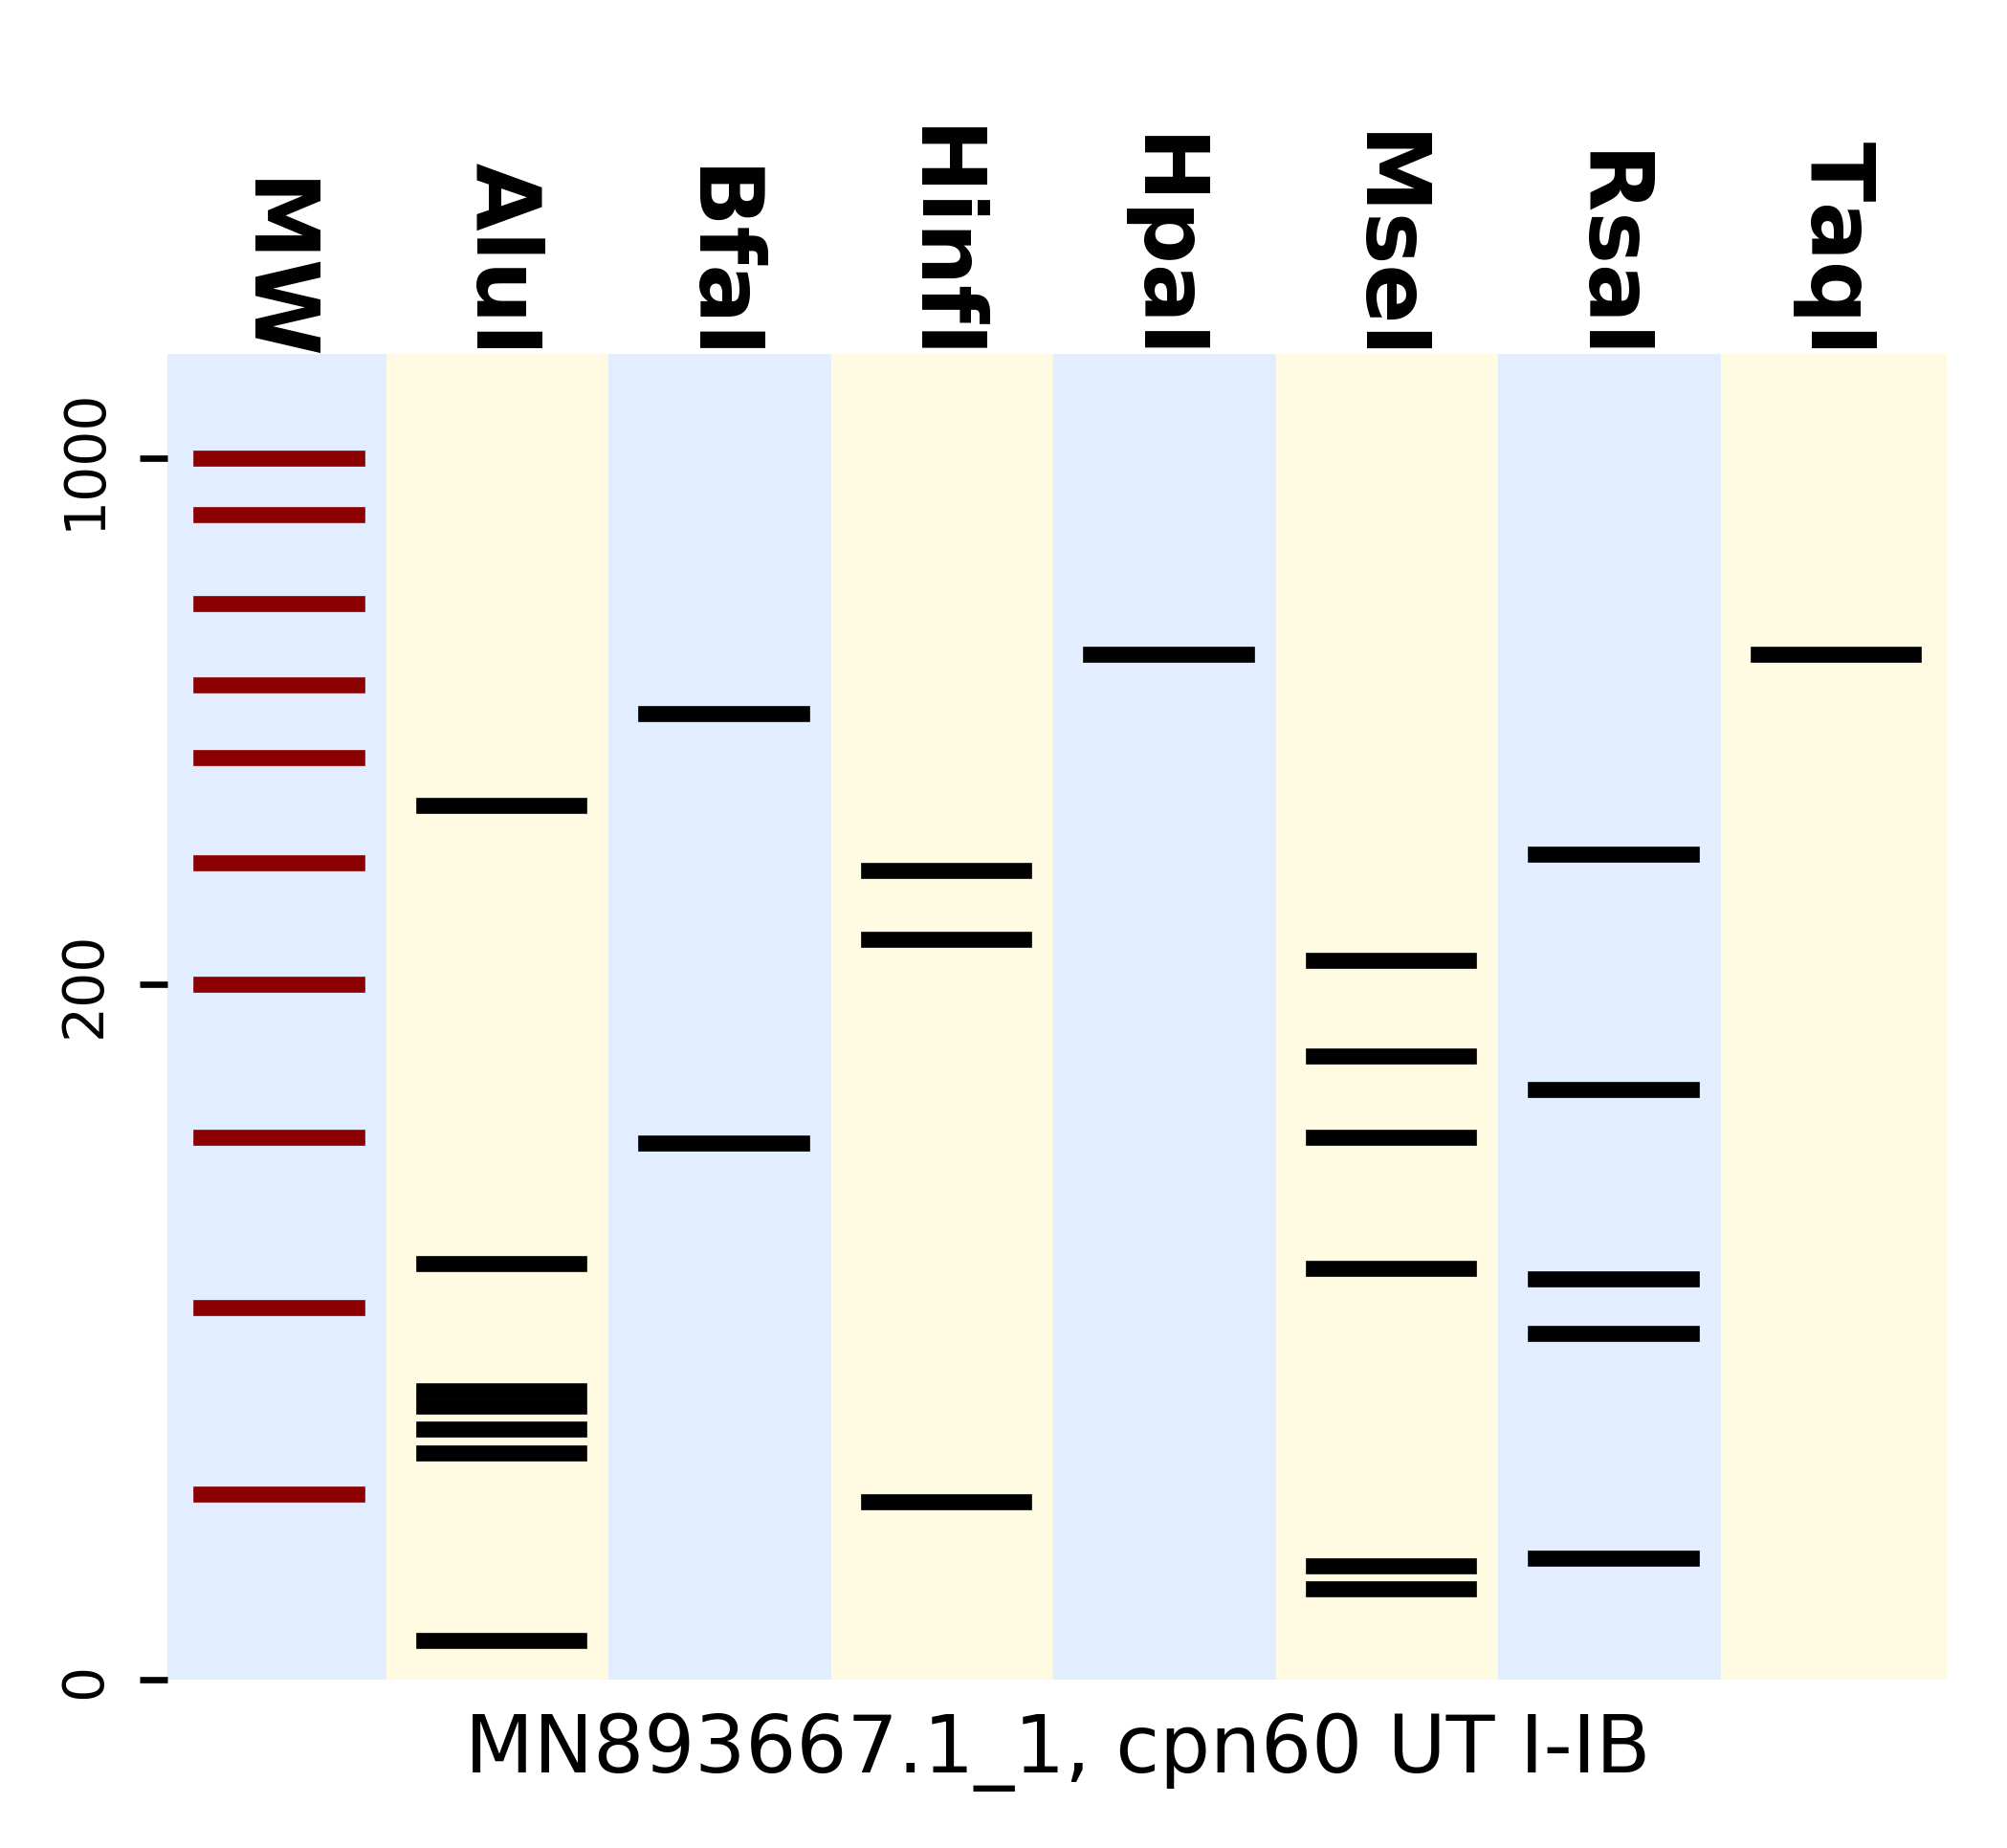 MW
AluI
BfaI
HinfI
HpaI
MseI
RsaI
TaqI
1000
200
0
MN893667.1_1, cpn60 UT I-IB